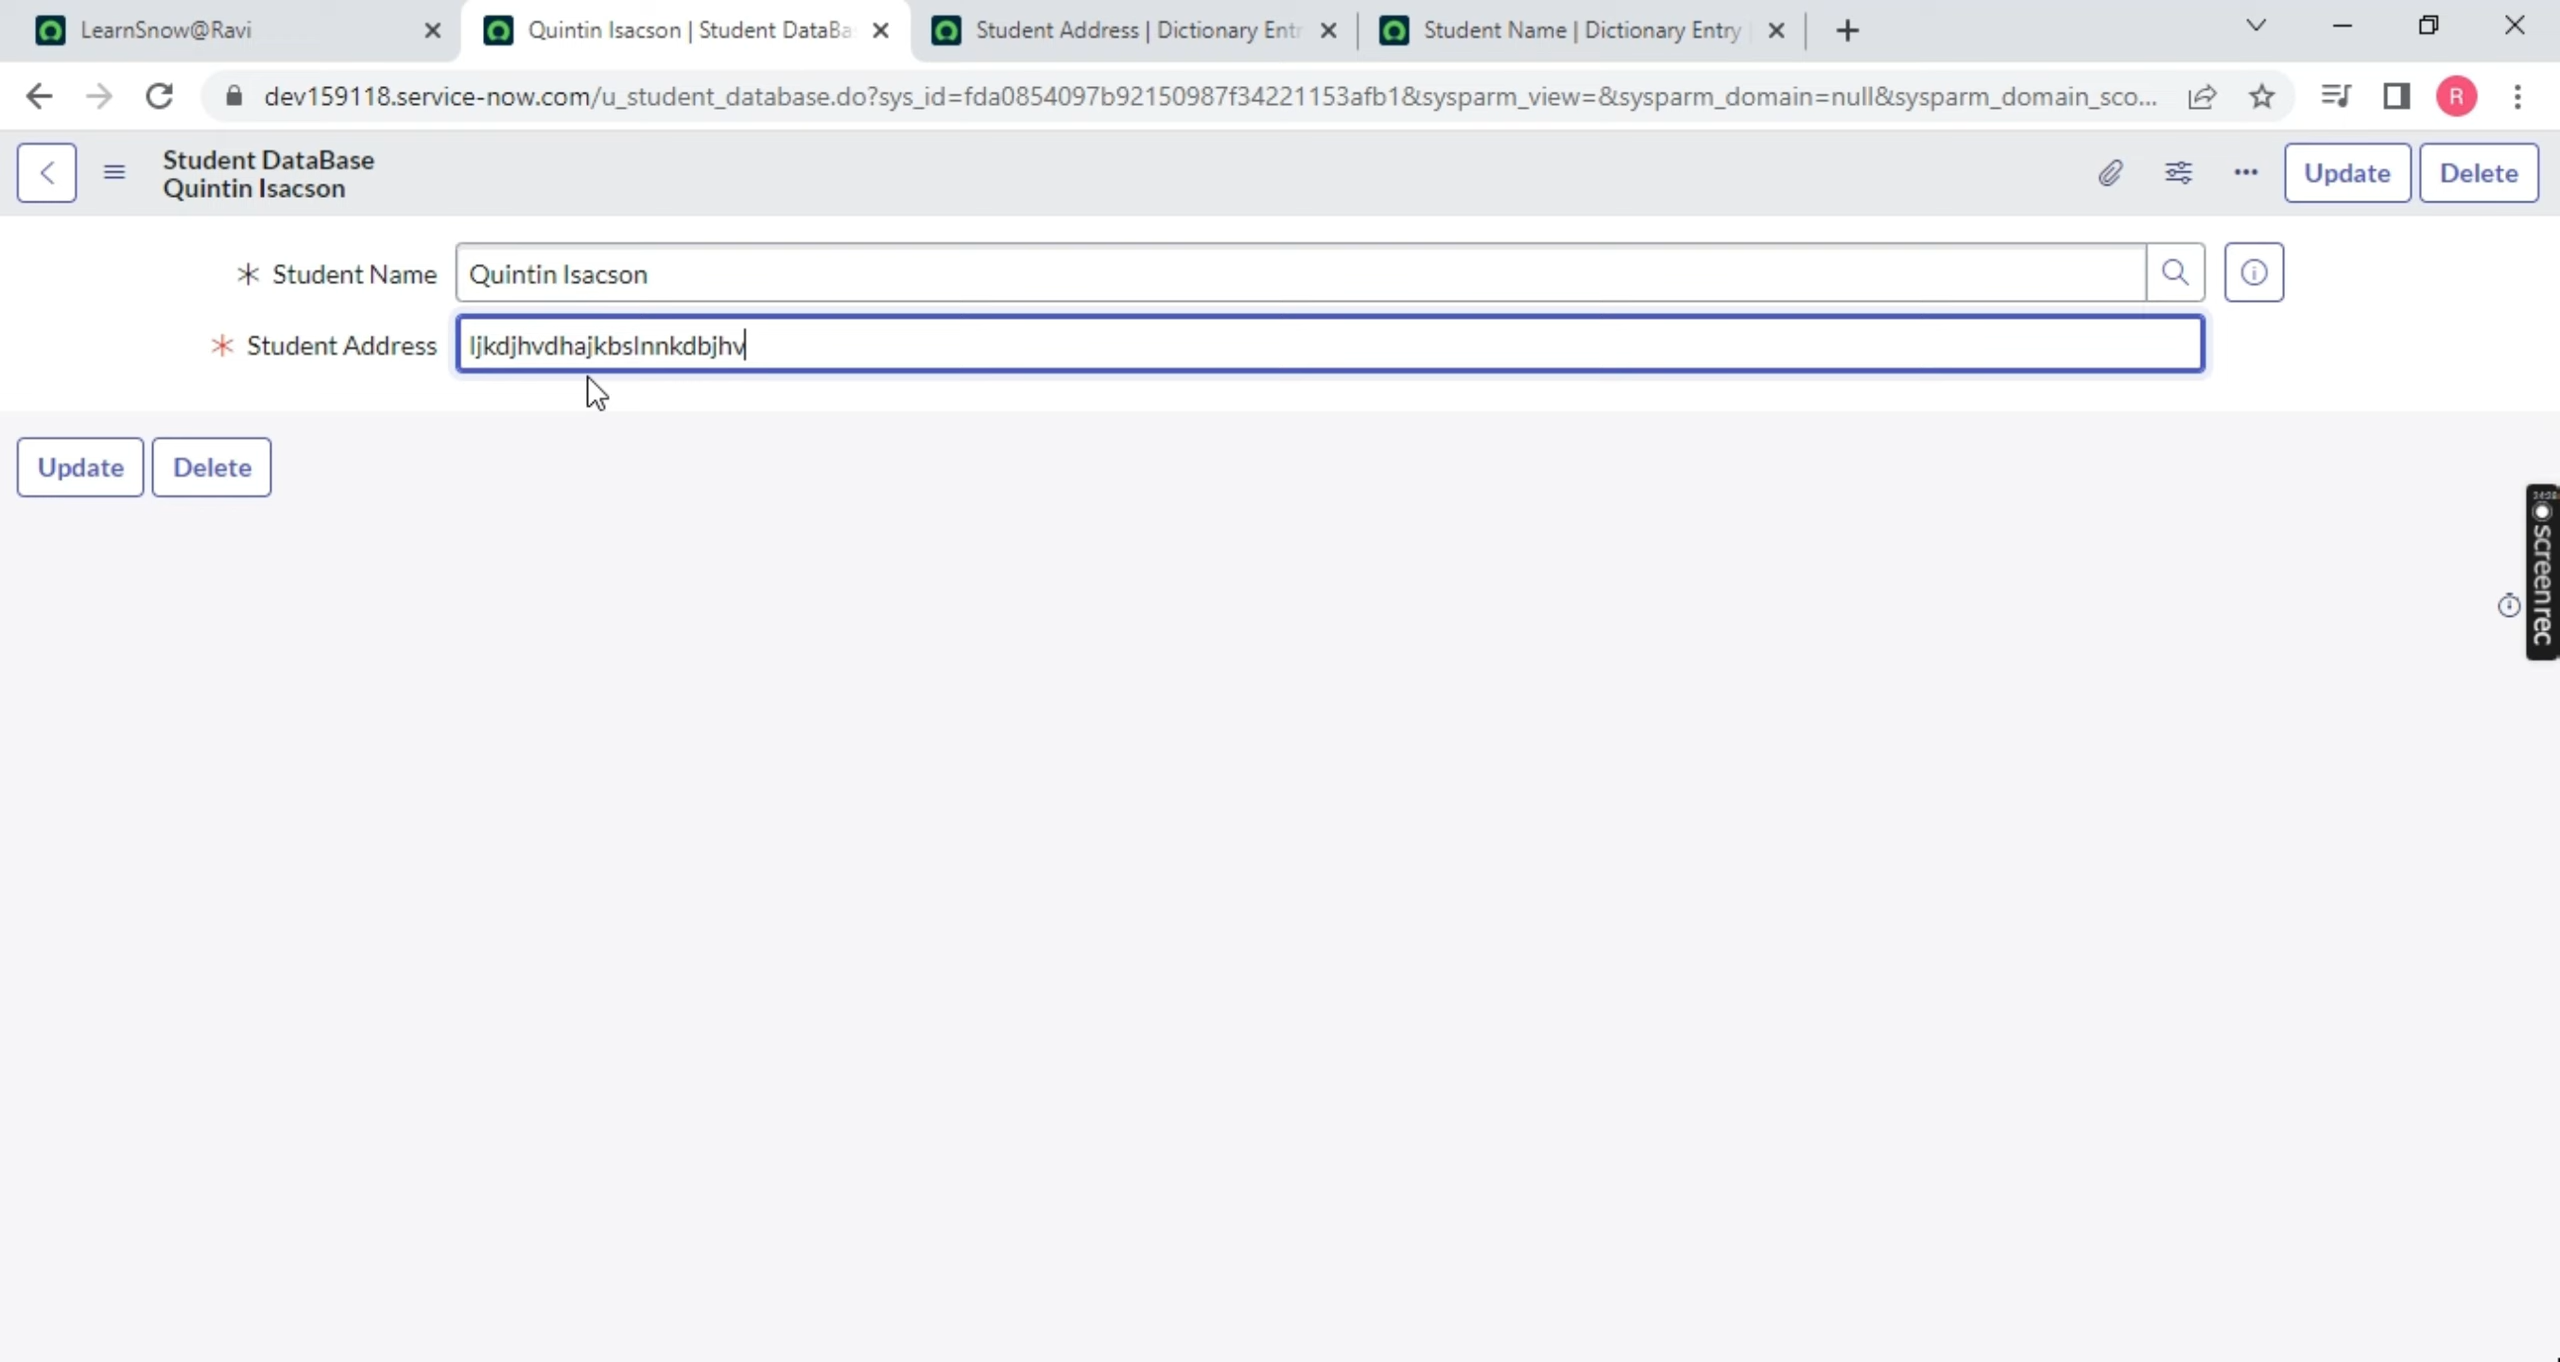 LearnSnow@Ravi
Quintin Isacson | Student DataBa
Student Address | Dictionary Entr
Student Name | Dictionary Entry
dev159118.service-now.com/u_student_database.do?sys_id=fda0854097b92150987f34221153afb1&sysparm_view=&sysparm_domain=null&sysparm_domain_sco...
R
Student DataBase
Quintin Isacson
Update
Delete
* Student Name
Quintin Isacson
* Student Address
ljkdjhvdhajkbslnnkdbjhv
Update
Delete
screenrec